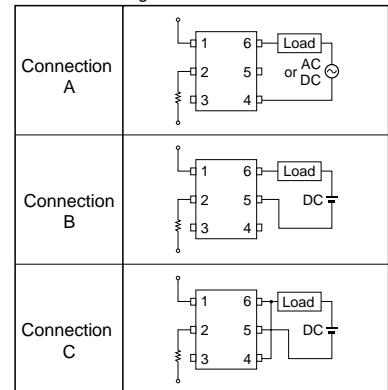 Connection
A
1 6 Load
2 5 or AC
DC
3 4
Connection
B
1 6 Load
2 5 DC
3 4
Connection
C
1 6 Load
2 5 DC
3 4